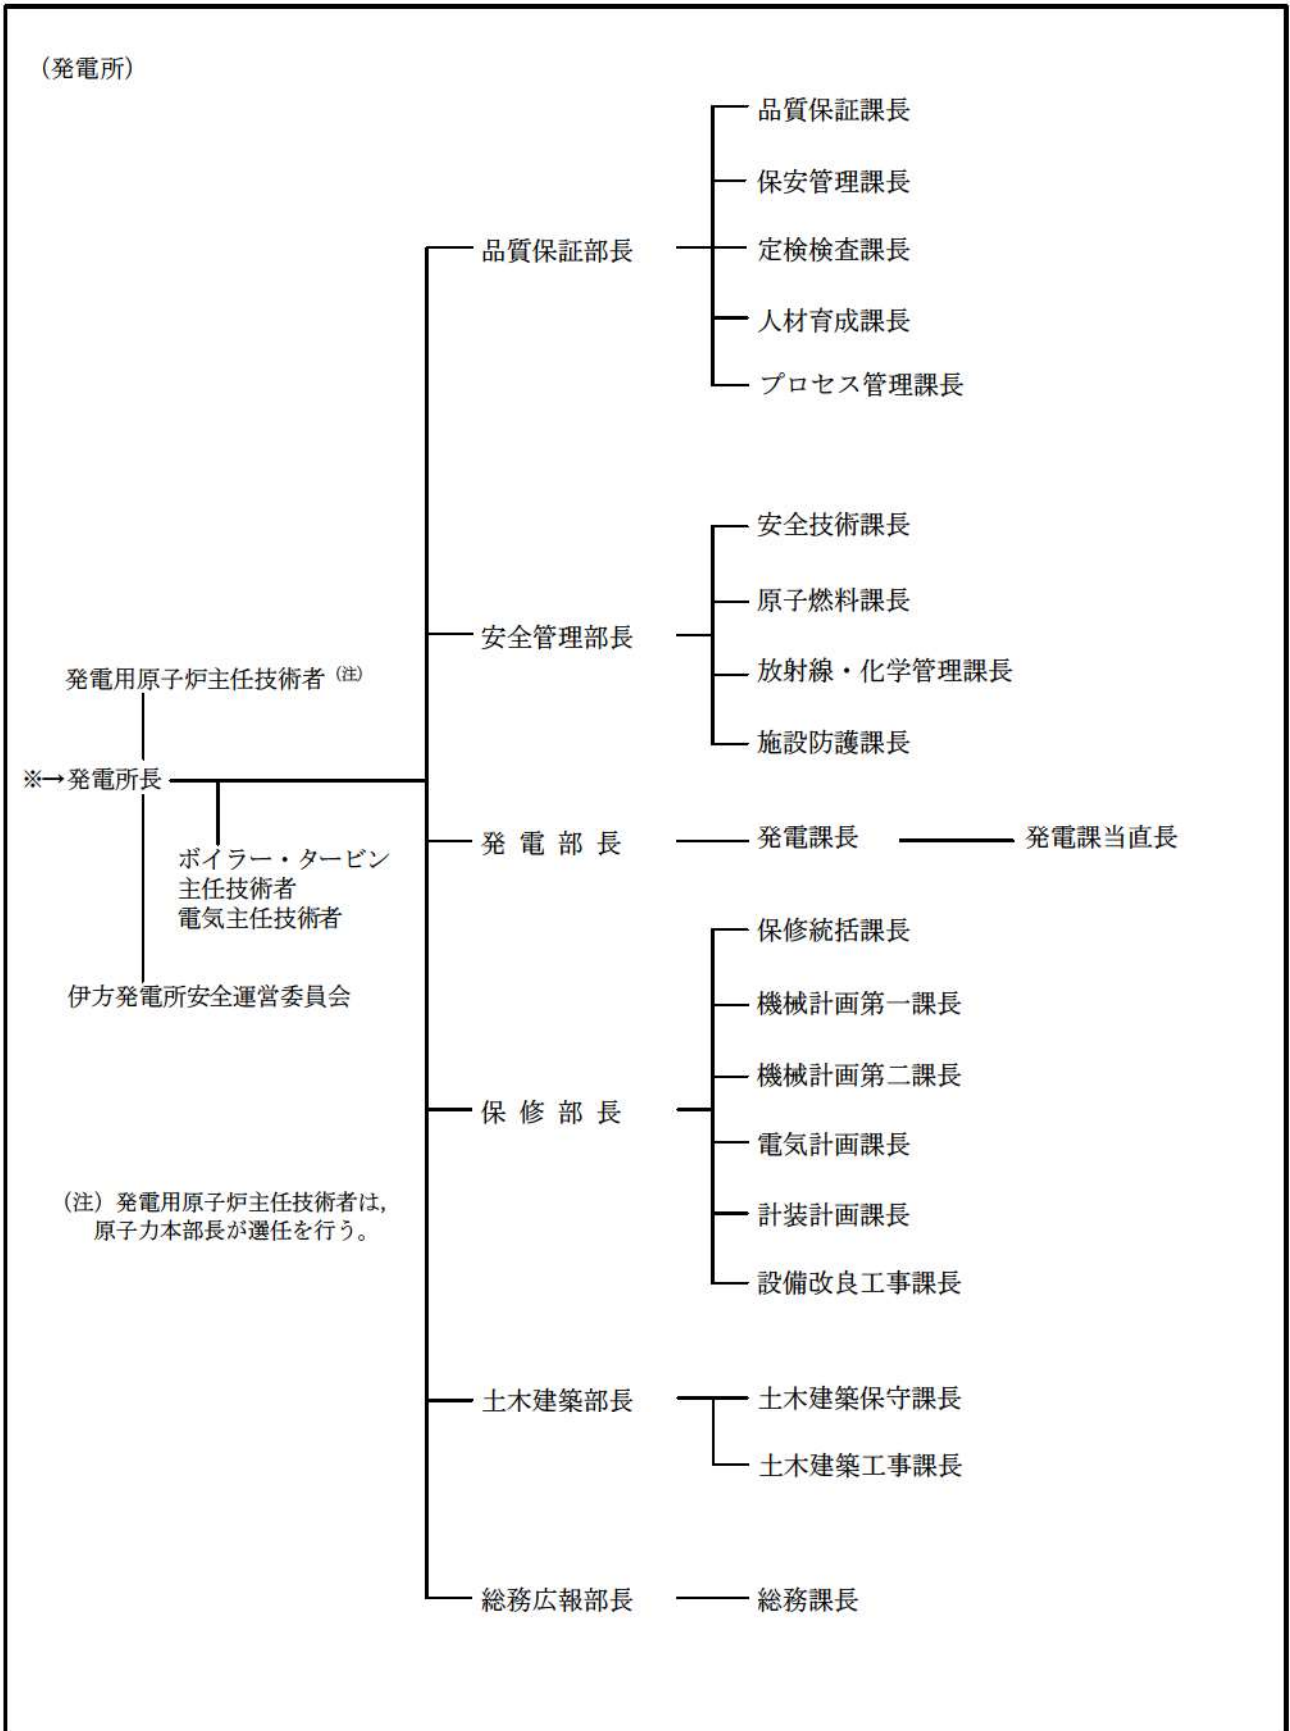 （発電所）
品質保証課長
保安管理課長
品質保証部長
定検検査課長
人材育成課長
プロセス管理課長
安全技術課長
原子燃料課長
安全管理部長
放射線・化学管理課長
施設防護課長
発電用原子炉主任技術者（注）
※→発電所長
ボイラー・タービン
主任技術者
電気主任技術者
伊方発電所安全運営委員会
発電部長
発電課長
発電課当直長
保修統括課長
機械計画第一課長
機械計画第二課長
保修部長
電気計画課長
計装計画課長
設備改良工事課長
（注）発電用原子炉主任技術者は，
原子力本部長が選任を行う。
土木建築部長
土木建築保守課長
土木建築工事課長
総務広報部長
総務課長